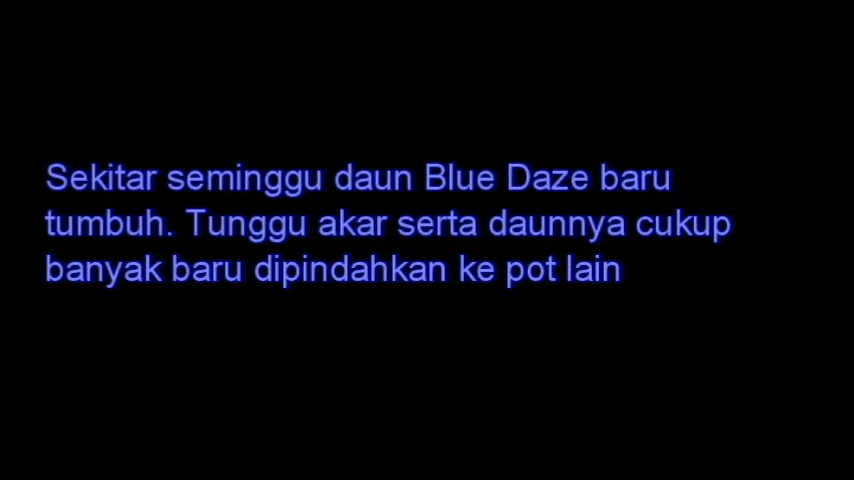 Sekitar seminggu daun Blue Daze baru
tumbuh. Tunggu akar serta daunnya cukup
banyak baru dipindahkan ke pot lain